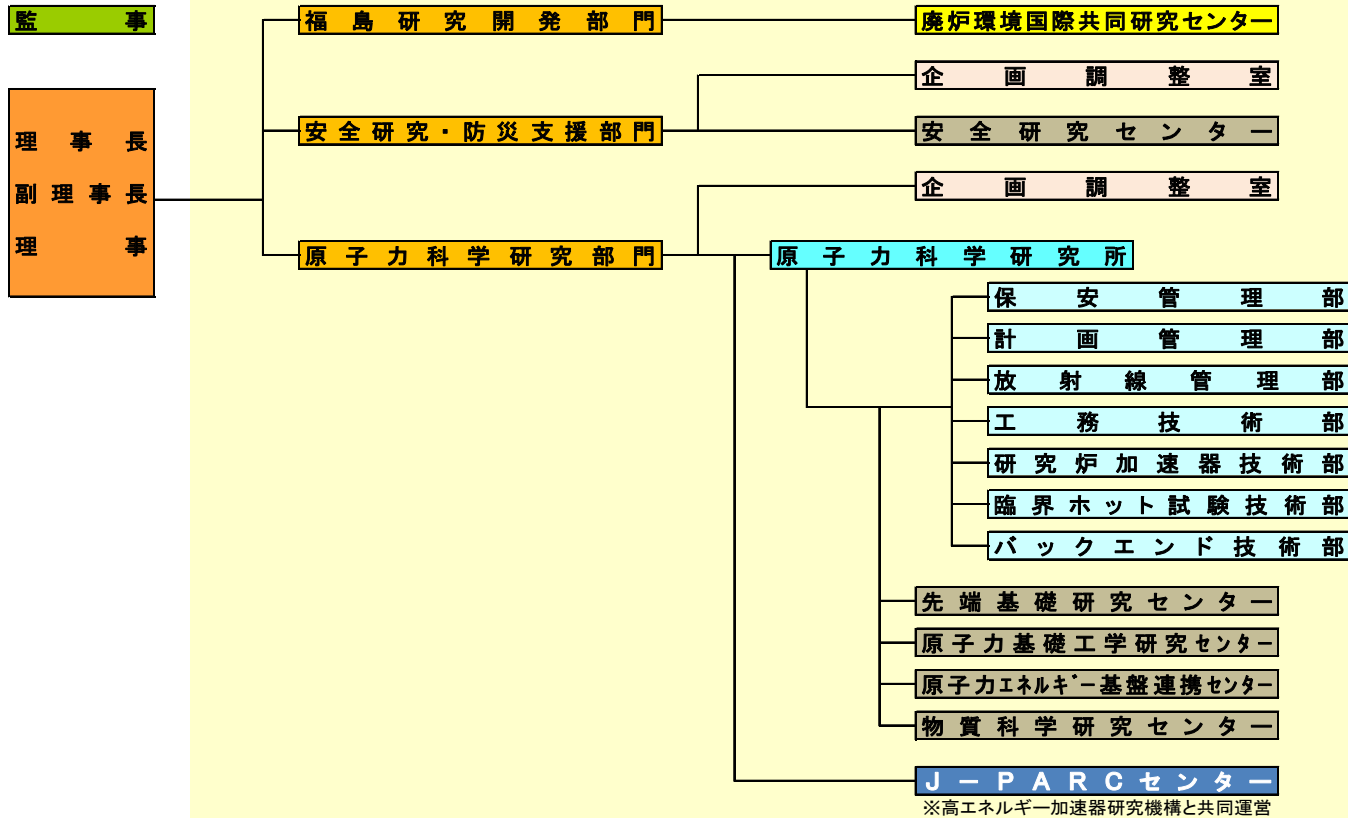 監事
福島研究開発部門
廃炉環境国際共同研究センター
企画調整室
理事長
副理事長
理事
安全研究・防災支援部門
安全研究センター
企画調整室
原子力科学研究部門
原子力科学研究所
保安管理部
計画管理部
放射線管理部
工務技術部
研究炉加速器技術部
臨界ホット試験技術部
バックエンド技術部
先端基礎研究センター
原子力基礎工学研究センター
原子力エネルギー基盤連携センター
物質科学研究センター
J－PARCセンター
※高エネルギー加速器研究機構と共同運営